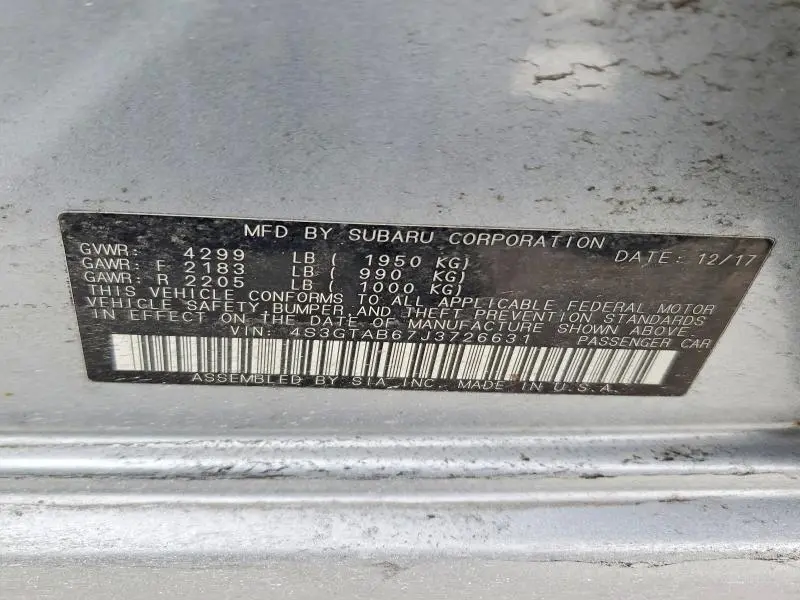 MFD BY SUBARU CORPORATION DATE: 12/17
GVWR: 4299 LB ( 1950 KG)
GAWR: F 2183 LB ( 990 KG)
GAWR: R 2205 LB ( 1000 KG)
THIS VEHICLE CONFORMS TO ALL APPLICABLE FEDERAL MOTOR
VEHICLE SAFETY, BUMPER, AND THEFT PREVENTION STANDARDS
IN EFFECT ON THE DATE OF MANUFACTURE SHOWN ABOVE
VIN: 4S3GTAB67J3726631 PASSENGER CAR
ASSEMBLED BY SIA, INC. MADE IN U.S.A.